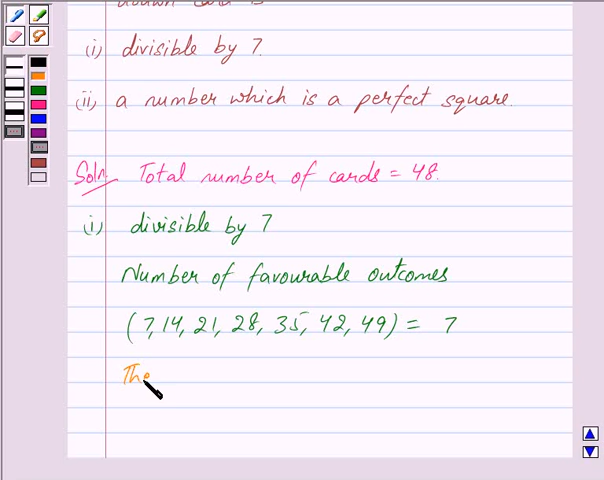 (i) divisible by 7.
(ii) a number which is a perfect square.
Soln Total number of cards = 48.
(i) divisible by 7
Number of favourable outcomes
(7, 14, 21, 28, 35, 42, 49) = 7
The